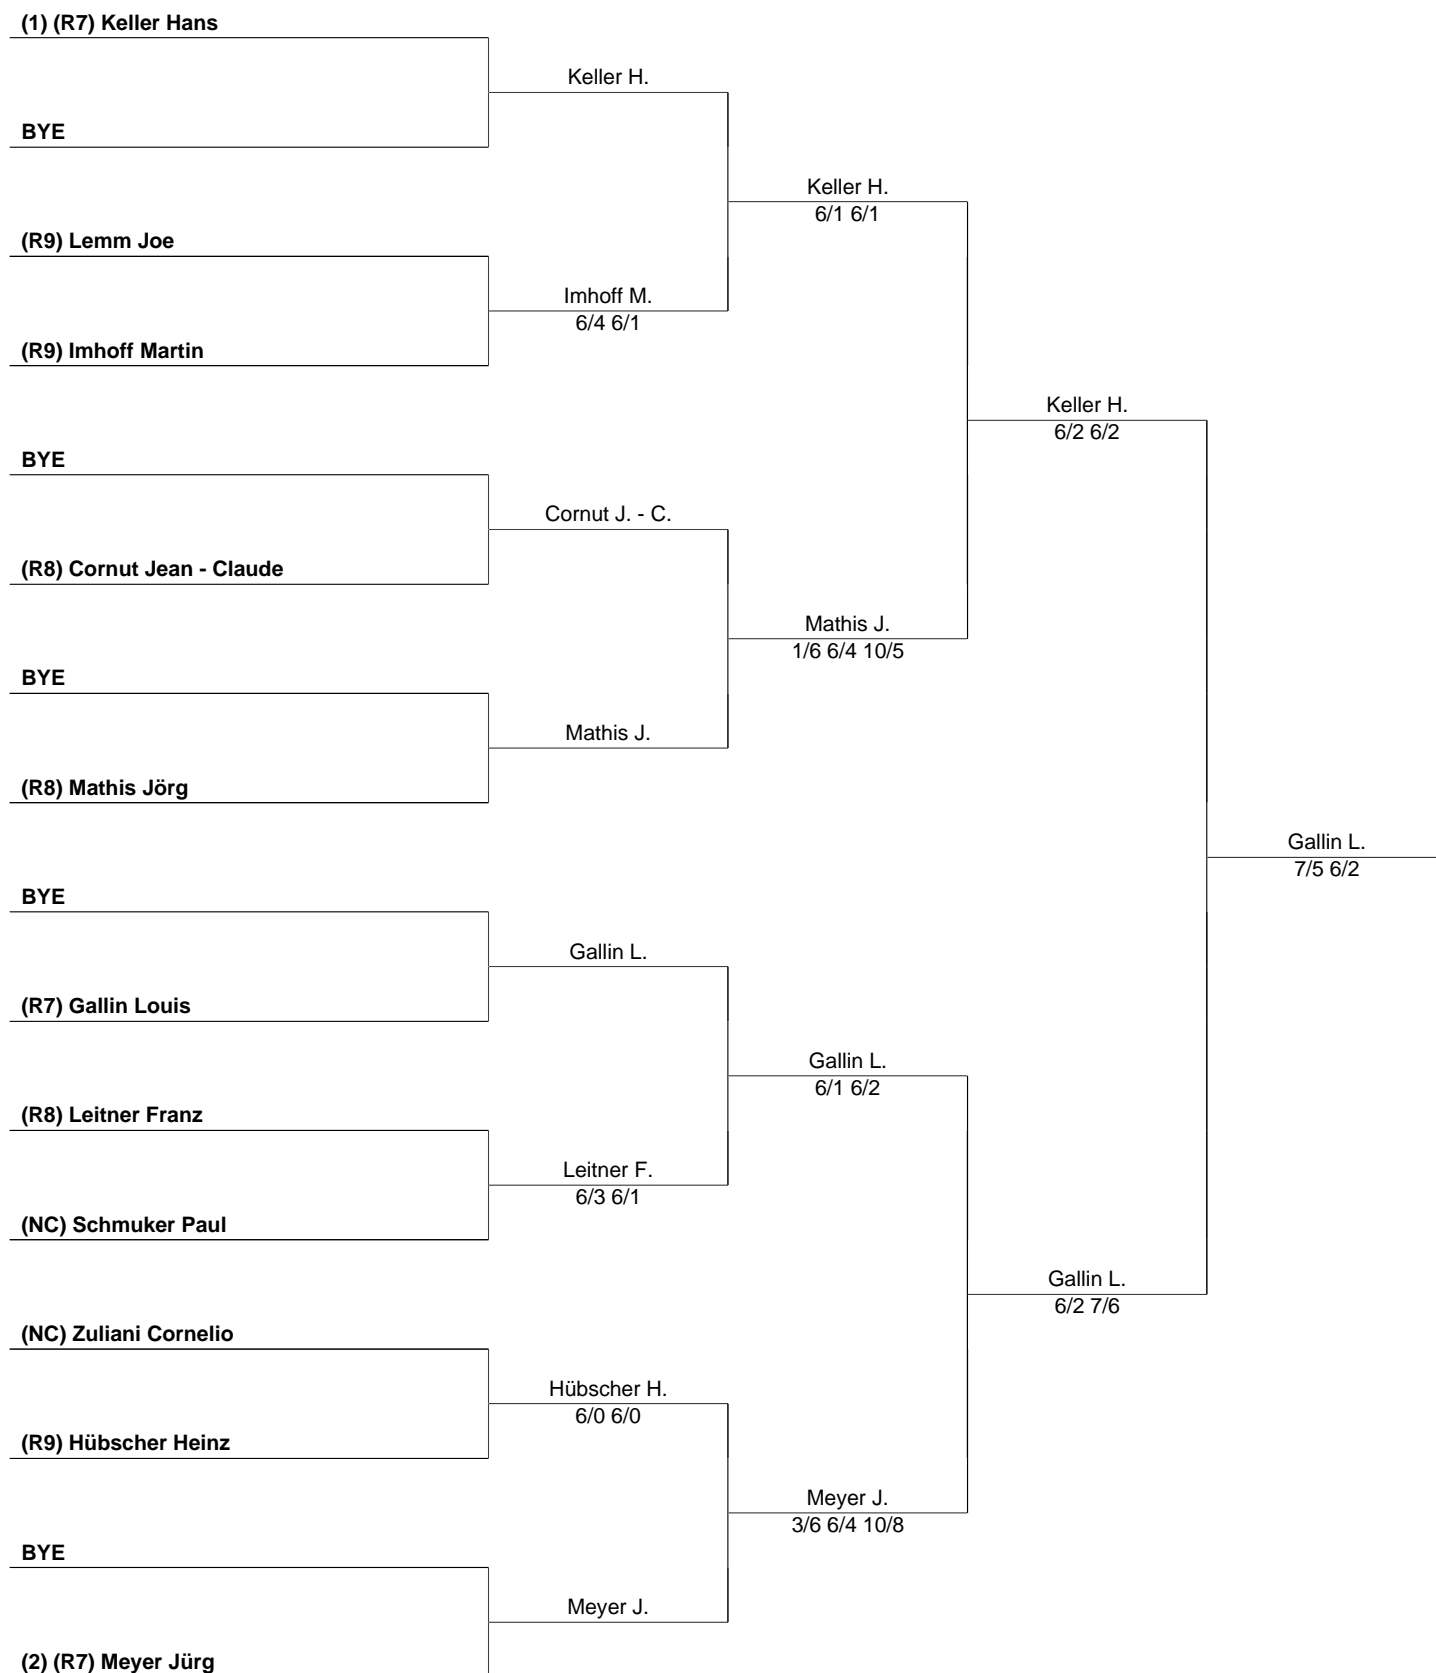 (1) (R7) Keller Hans
Keller H.
BYE
Keller H.
6/1 6/1
(R9) Lemm Joe
Imhoff M.
6/4 6/1
(R9) Imhoff Martin
Keller H.
6/2 6/2
BYE
Cornut J. - C.
(R8) Cornut Jean - Claude
Mathis J.
1/6 6/4 10/5
BYE
Mathis J.
(R8) Mathis Jörg
Gallin L.
7/5 6/2
BYE
Gallin L.
(R7) Gallin Louis
Gallin L.
6/1 6/2
(R8) Leitner Franz
Leitner F.
6/3 6/1
(NC) Schmuker Paul
Gallin L.
6/2 7/6
(NC) Zuliani Cornelio
Hübscher H.
6/0 6/0
(R9) Hübscher Heinz
Meyer J.
3/6 6/4 10/8
BYE
Meyer J.
(2) (R7) Meyer Jürg